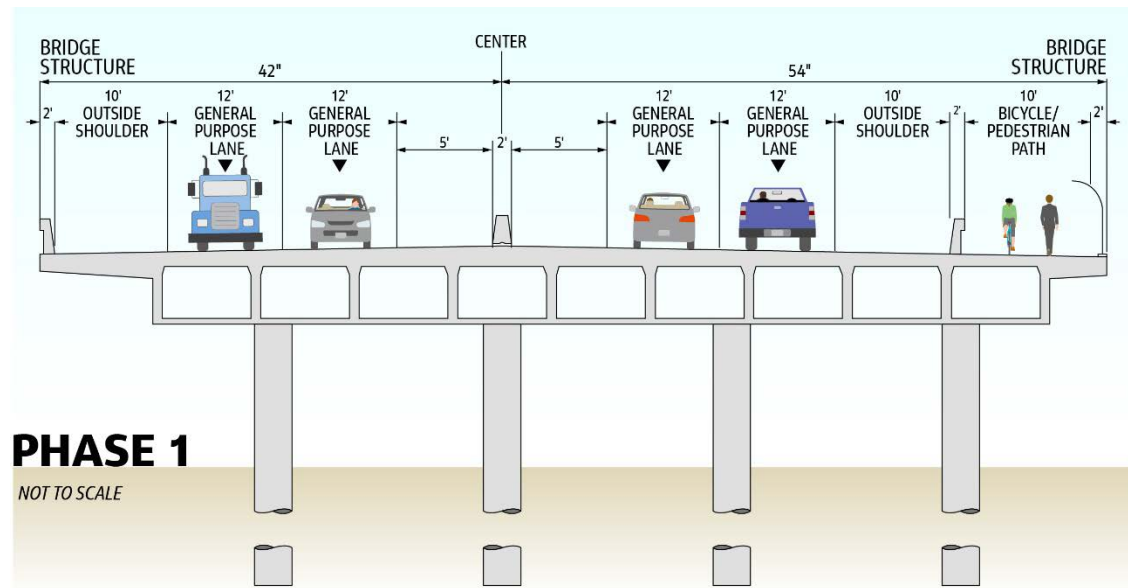 BRIDGE
STRUCTURE
CENTER
BRIDGE
STRUCTURE
42"
54"
2'
10'
OUTSIDE
SHOULDER
12'
GENERAL
PURPOSE
LANE
12'
GENERAL
PURPOSE
LANE
5'
2'
5'
12'
GENERAL
PURPOSE
LANE
12'
GENERAL
PURPOSE
LANE
10'
OUTSIDE
SHOULDER
2'
10'
BICYCLE/
PEDESTRIAN
PATH
2'
PHASE 1
NOT TO SCALE